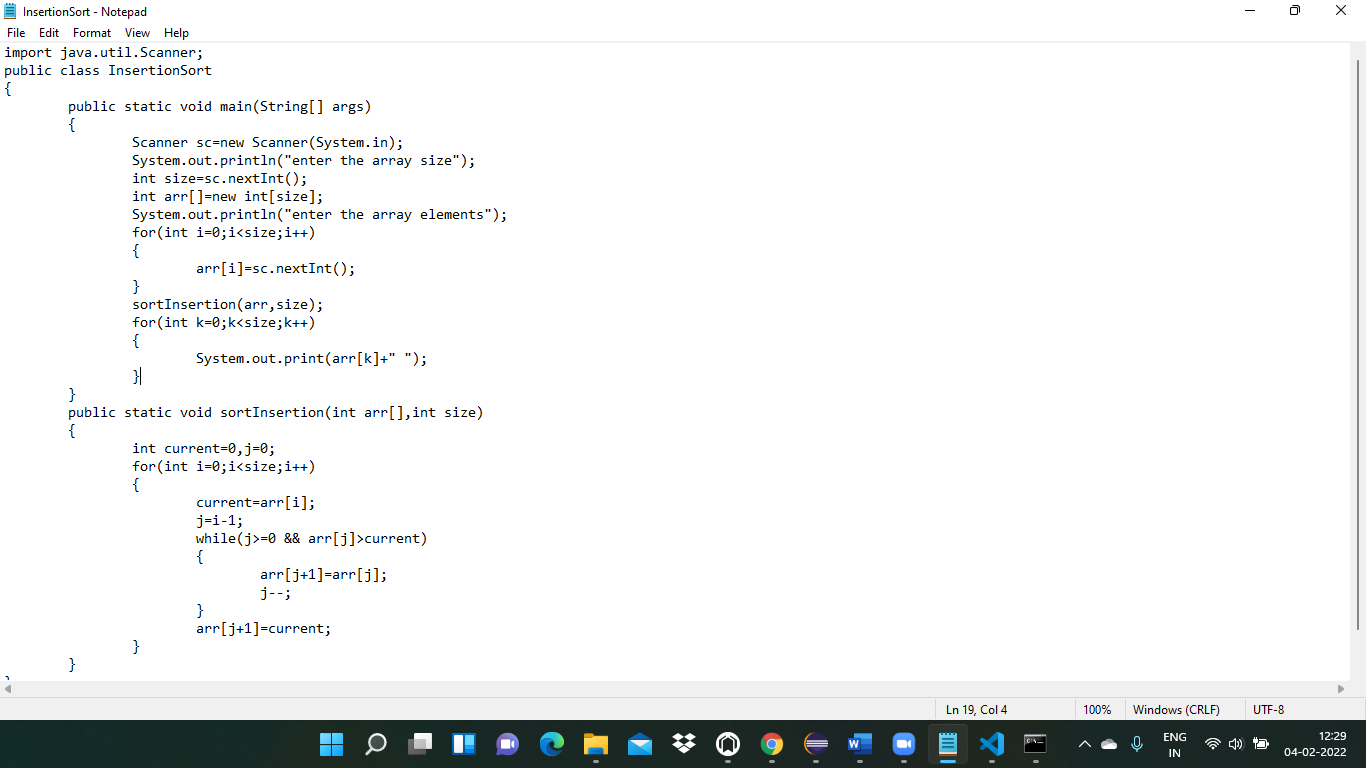 InsertionSort - Notepad
File Edit Format View Help
import java.util.Scanner;
public class InsertionSort
{
        public static void main(String[] args)
        {
                Scanner sc=new Scanner(System.in);
                System.out.println("enter the array size");
                int size=sc.nextInt();
                int arr[]=new int[size];
                System.out.println("enter the array elements");
                for(int i=0;i<size;i++)
                {
                        arr[i]=sc.nextInt();
                }
                sortInsertion(arr,size);
                for(int k=0;k<size;k++)
                {
                        System.out.print(arr[k]+" ");
                }
        }
        public static void sortInsertion(int arr[],int size)
        {
                int current=0,j=0;
                for(int i=0;i<size;i++)
                {
                        current=arr[i];
                        j=i-1;
                        while(j>=0 && arr[j]>current)
                        {
                                arr[j+1]=arr[j];
                                j--;
                        }
                        arr[j+1]=current;
                }
        }
}
Ln 19, Col 4 100% Windows (CRLF) UTF-8
ENG 12:29
IN 04-02-2022